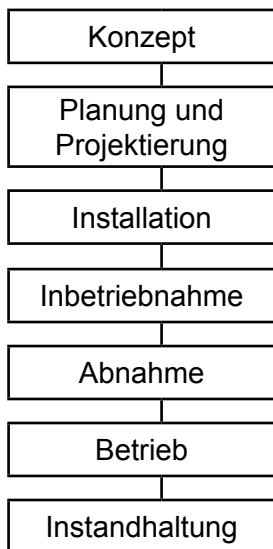 Konzept
Planung und
Projektierung
Installation
Inbetriebnahme
Abnahme
Betrieb
Instandhaltung